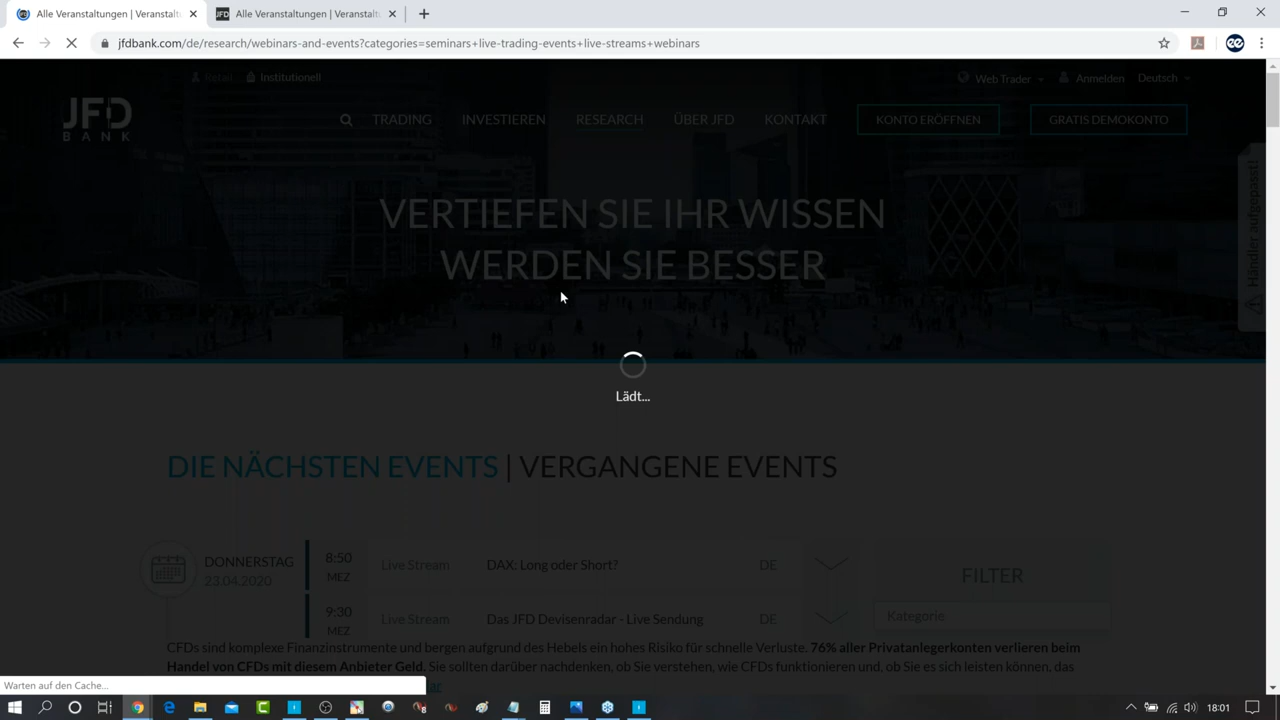 Alle Veranstaltungen | Veranstalt
Alle Veranstaltungen | Veranstalt
jfdbank.com/de/research/webinars-and-events?categories=seminars+live-trading-events+live-streams+webinars
Retail
Institutionell
Web Trader
Anmelden
Deutsch
JFD
BANK
TRADING
INVESTIEREN
RESEARCH
ÜBER JFD
KONTAKT
KONTO ERÖFFNEN
GRATIS DEMOKONTO
Händler aufgepasst!
VERTIEFEN SIE IHR WISSEN
WERDEN SIE BESSER
Lädt...
DIE NÄCHSTEN EVENTS | VERGANGENE EVENTS
DONNERSTAG
23.04.2020
8:50
MEZ
Live Stream
DAX: Long oder Short?
DE
9:30
MEZ
Live Stream
Das JFD Devisenradar - Live Sendung
DE
FILTER
Kategorie
CFDs sind komplexe Finanzinstrumente und bergen aufgrund des Hebels ein hohes Risiko für schnelle Verluste. 76% aller Privatanlegerkonten verlieren beim
Handel von CFDs mit diesem Anbieter Geld. Sie sollten darüber nachdenken, ob Sie verstehen, wie CFDs funktionieren und, ob Sie es sich leisten können, das
Warten auf den Cache...
18:01